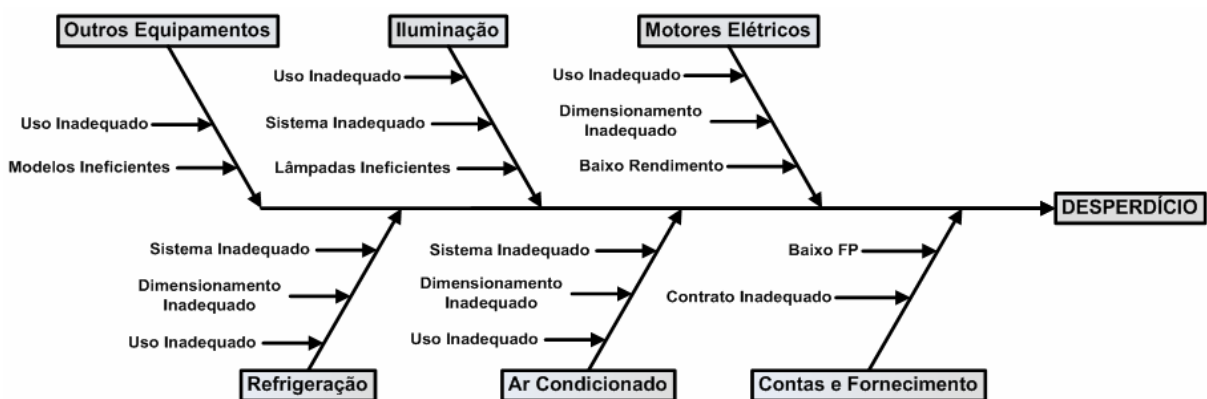 Outros Equipamentos
Iluminação
Motores Elétricos
Uso Inadequado
Modelos Ineficientes
Uso Inadequado
Sistema Inadequado
Lâmpadas Ineficientes
Uso Inadequado
Dimensionamento
Inadequado
Baixo Rendimento
DESPERDÍCIO
Sistema Inadequado
Dimensionamento
Inadequado
Uso Inadequado
Sistema Inadequado
Dimensionamento
Inadequado
Uso Inadequado
Baixo FP
Contrato Inadequado
Refrigeração
Ar Condicionado
Contas e Fornecimento